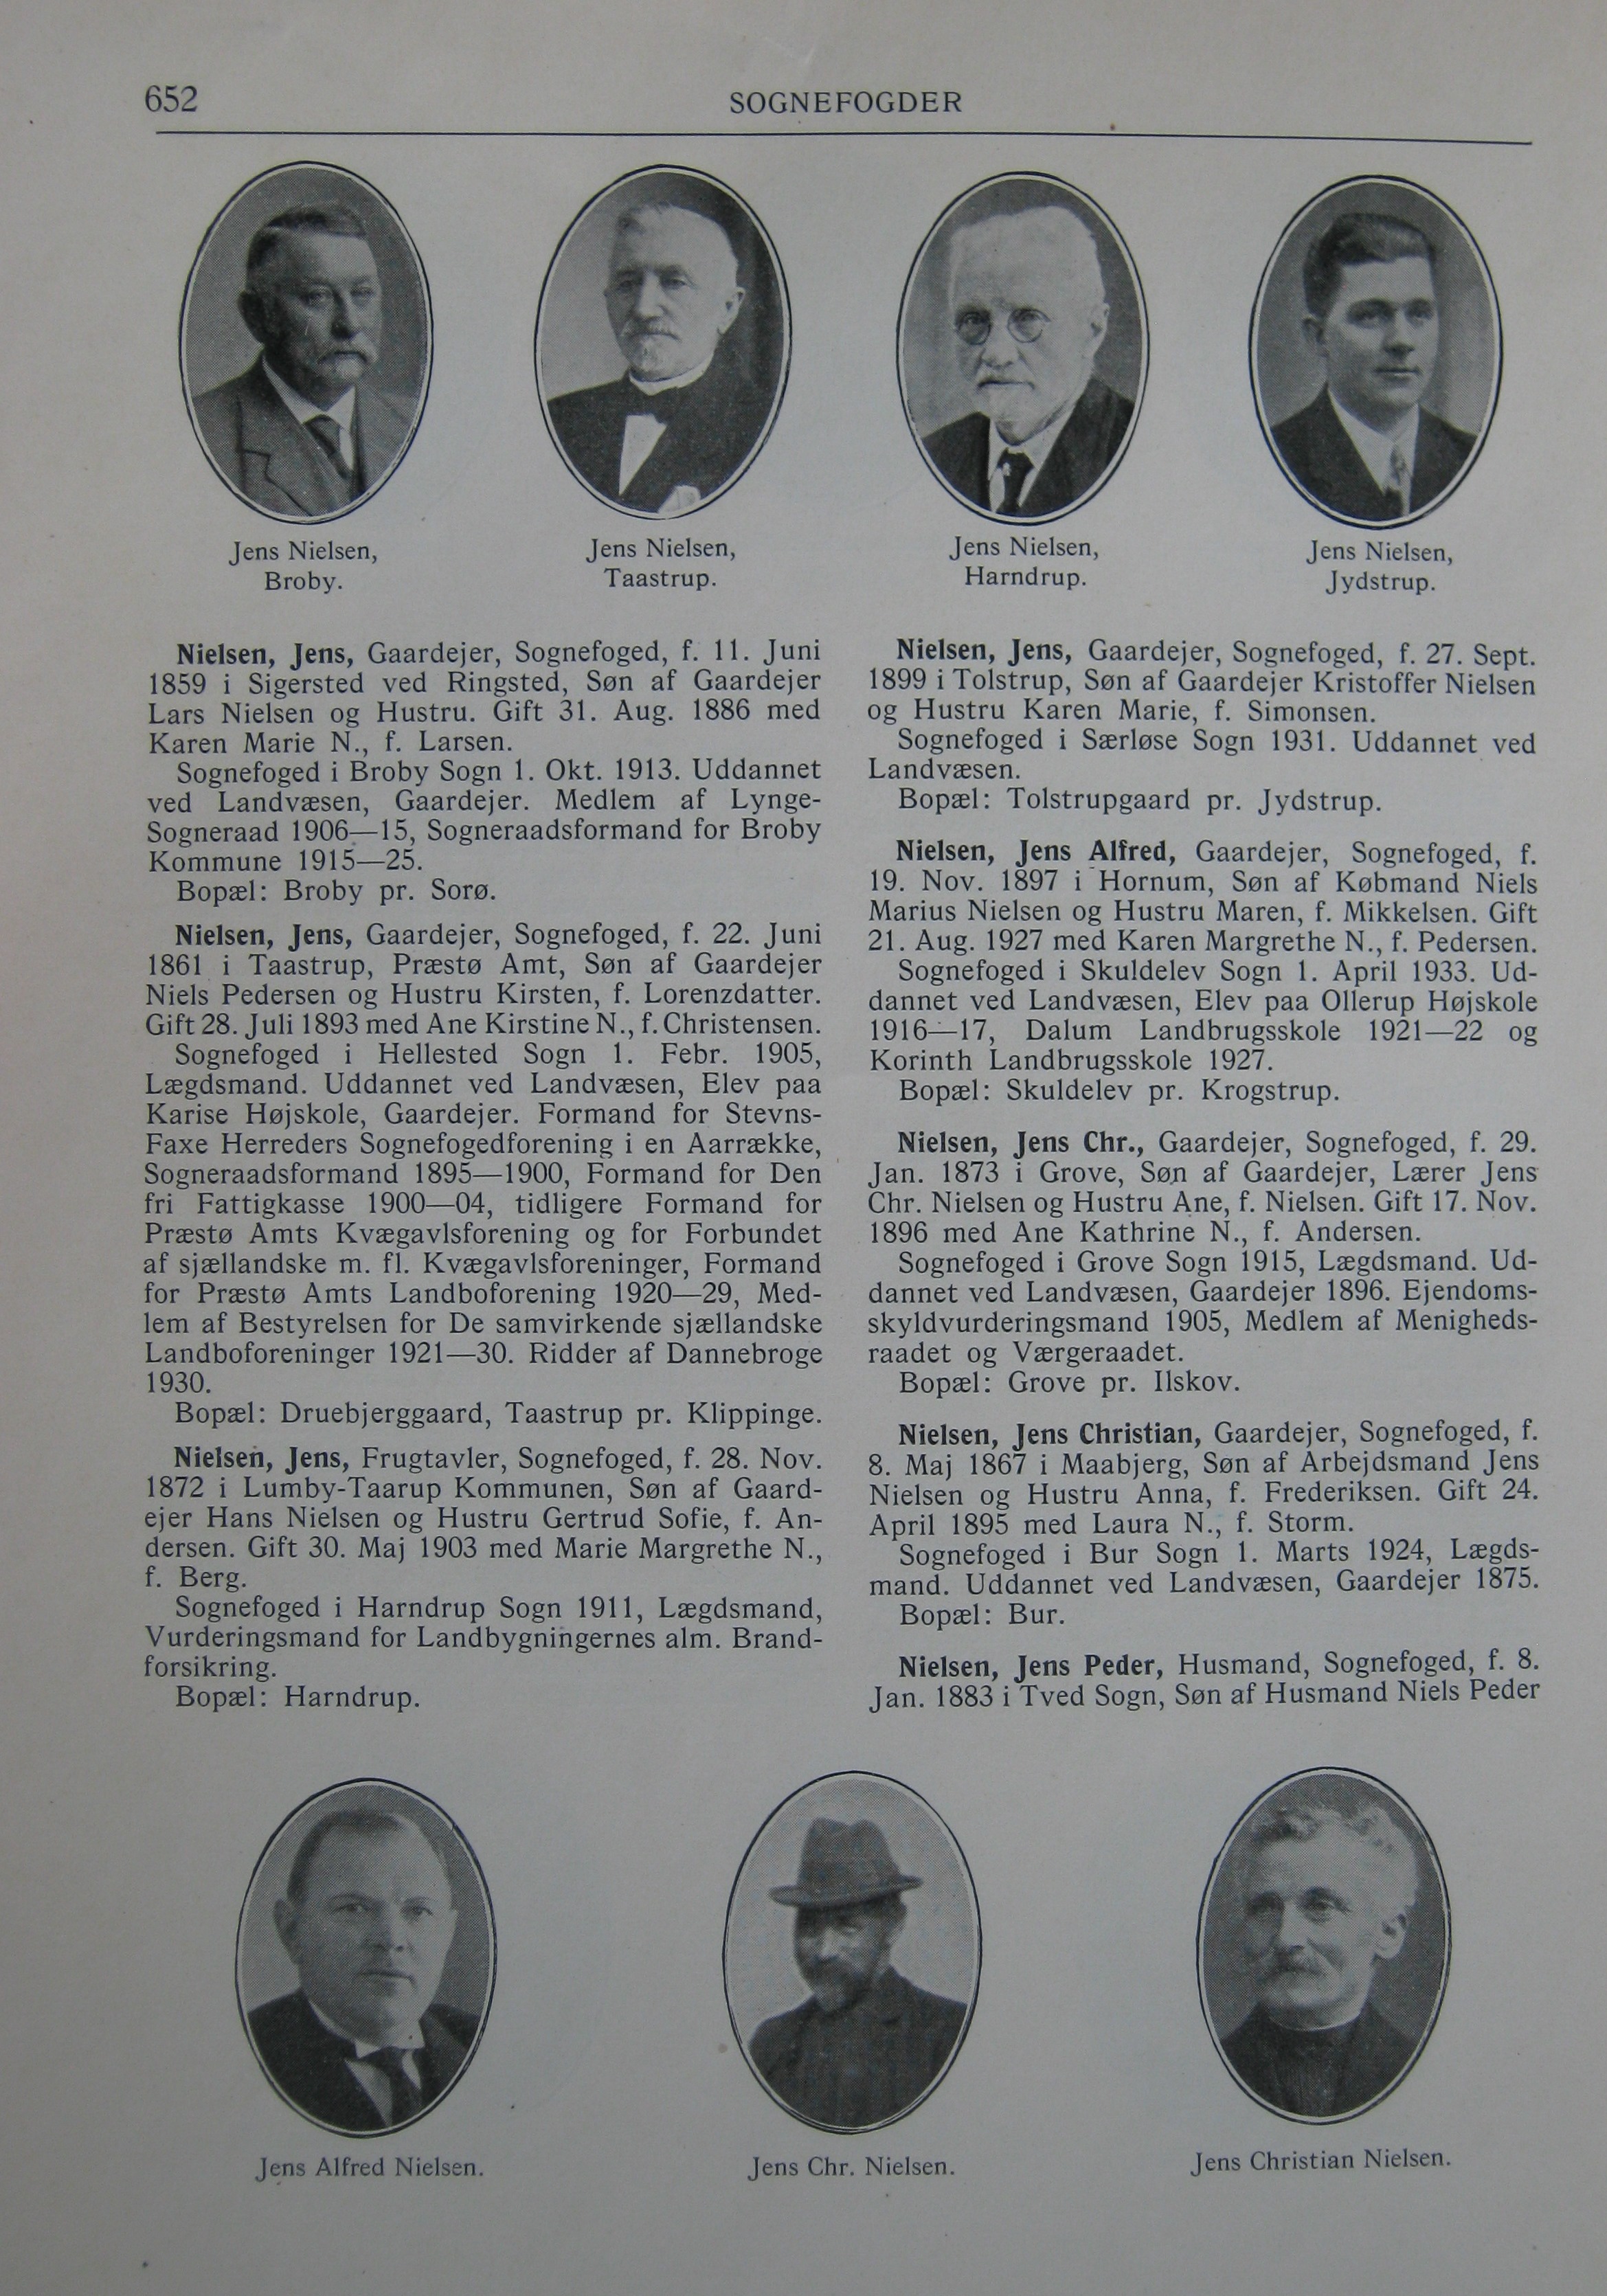 652
SOGNEFOGDER
Jens Nielsen,
Broby.
Jens Nielsen,
Taastrup.
Jens Nielsen,
Harndrup.
Jens Nielsen,
Jydstrup.
Nielsen, Jens, Gaardejer, Sognefoged, f. 11. Juni
1859 i Sigersted ved Ringsted, Søn af Gaardejer
Lars Nielsen og Hustru. Gift 31. Aug. 1886 med
Karen Marie N., f. Larsen.
Sognefoged i Broby Sogn 1. Okt. 1913. Uddannet
ved Landvæsen, Gaardejer. Medlem af Lynge-
Sogneraad 1906—15, Sogneraadsformand for Broby
Kommune 1915—25.
Bopæl: Broby pr. Sorø.
Nielsen, Jens, Gaardejer, Sognefoged, f. 22. Juni
1861 i Taastrup, Præstø Amt, Søn af Gaardejer
Niels Pedersen og Hustru Kirsten, f. Lorenzdatter.
Gift 28. Juli 1893 med Ane Kirstine N., f. Christensen.
Sognefoged i Hellested Sogn 1. Febr. 1905,
Lægdsmand. Uddannet ved Landvæsen, Elev paa
Karise Højskole, Gaardejer. Formand for Stevns-
Faxe Herreders Sognefogedforening i en Aarrække,
Sogneraadsformand 1895—1900, Formand for Den
fri Fattigkasse 1900—04, tidligere Formand for
Præstø Amts Kvægavlsforening og for Forbundet
af sjællandske m. fl. Kvægavlsforeninger, Formand
for Præstø Amts Landboforening 1920—29, Med-
lem af Bestyrelsen for De samvirkende sjællandske
Landboforeninger 1921—30. Ridder af Dannebroge
1930.
Bopæl: Druebjerggaard, Taastrup pr. Klippinge.
Nielsen, Jens, Frugtavler, Sognefoged, f. 28. Nov.
1872 i Lumby-Taarup Kommunen, Søn af Gaard-
ejer Hans Nielsen og Hustru Gertrud Sofie, f. An-
dersen. Gift 30. Maj 1903 med Marie Margrethe N.,
f. Berg.
Sognefoged i Harndrup Sogn 1911, Lægdsmand,
Vurderingsmand for Landbygningernes alm. Brand-
forsikring.
Bopæl: Harndrup.
Nielsen, Jens, Gaardejer, Sognefoged, f. 27. Sept.
1899 i Tolstrup, Søn af Gaardejer Kristoffer Nielsen
og Hustru Karen Marie, f. Simonsen.
Sognefoged i Særløse Sogn 1931. Uddannet ved
Landvæsen.
Bopæl: Tolstrupgaard pr. Jydstrup.
Nielsen, Jens Alfred, Gaardejer, Sognefoged, f.
19. Nov. 1897 i Hornum, Søn af Købmand Niels
Marius Nielsen og Hustru Maren, f. Mikkelsen. Gift
21. Aug. 1927 med Karen Margrethe N., f. Pedersen.
Sognefoged i Skuldelev Sogn 1. April 1933. Ud-
dannet ved Landvæsen, Elev paa Ollerup Højskole
1916—17, Dalum Landbrugsskole 1921—22 og
Korinth Landbrugsskole 1927.
Bopæl: Skuldelev pr. Krogstrup.
Nielsen, Jens Chr., Gaardejer, Sognefoged, f. 29.
Jan. 1873 i Grove, Søn af Gaardejer, Lærer Jens
Chr. Nielsen og Hustru Ane, f. Nielsen. Gift 17. Nov.
1896 med Ane Kathrine N., f. Andersen.
Sognefoged i Grove Sogn 1915, Lægdsmand. Ud-
dannet ved Landvæsen, Gaardejer 1896. Ejendoms-
skyldvurderingsmand 1905, Medlem af Menigheds-
raadet og Værgeraadet.
Bopæl: Grove pr. Ilskov.
Nielsen, Jens Christian, Gaardejer, Sognefoged, f.
8. Maj 1867 i Maabjerg, Søn af Arbejdsmand Jens
Nielsen og Hustru Anna, f. Frederiksen. Gift 24.
April 1895 med Laura N., f. Storm.
Sognefoged i Bur Sogn 1. Marts 1924, Lægds-
mand. Uddannet ved Landvæsen, Gaardejer 1875.
Bopæl: Bur.
Nielsen, Jens Peder, Husmand, Sognefoged, f. 8.
Jan. 1883 i Tved Sogn, Søn af Husmand Niels Peder
Jens Alfred Nielsen.
Jens Chr. Nielsen.
Jens Christian Nielsen.